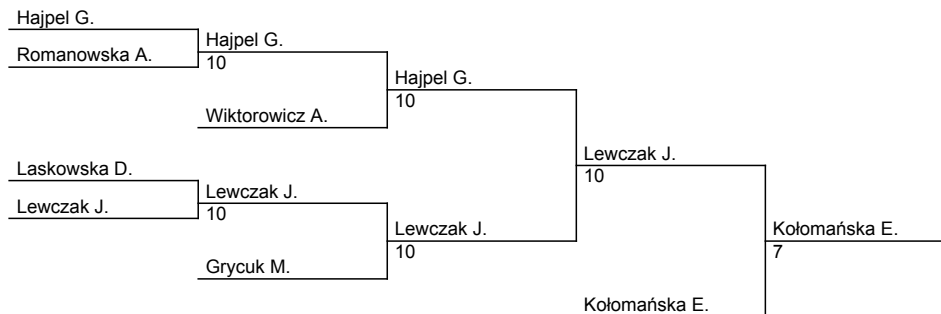 Hajpel G.
Romanowska A.
Hajpel G.
10
Wiktorowicz A.
Hajpel G.
10
Laskowska D.
Lewczak J.
Lewczak J.
10
Grycuk M.
Lewczak J.
10
Lewczak J.
10
Kołomańska E.
Kołomańska E.
7